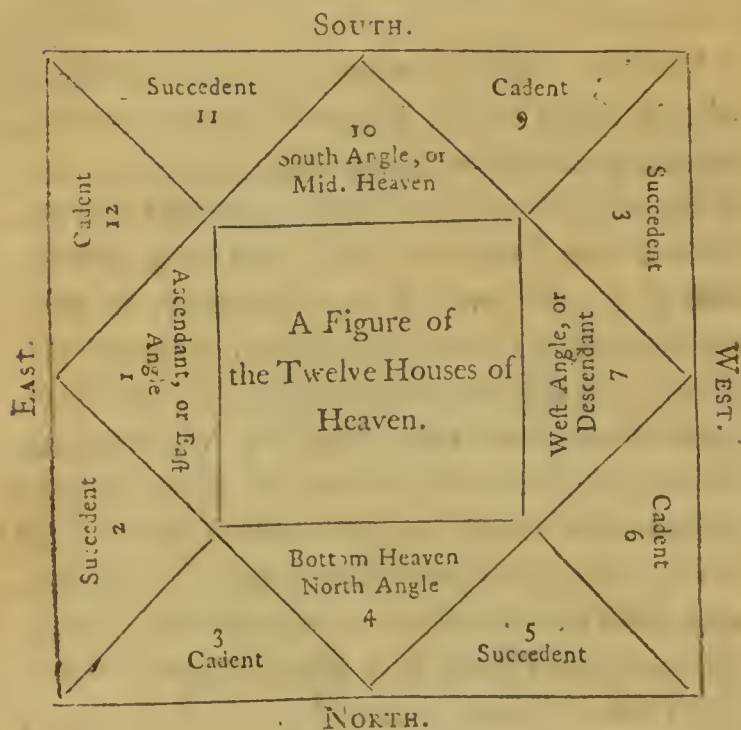 SOUTH.
Succedent
11
Cadent
9
10
South Angle, or
Mid. Heaven
Cadent
12
Succedent
3
EAST.
Ascendant, or Eaſt
Angle
1
A Figure of
the Twelve Houses of
Heaven.
Weſt Angle, or
Descendant
7
WEST.
Succedent
2
Cadent
6
Bottom Heaven
North Angle
4
3
Cadent
5
Succedent
NORTH.